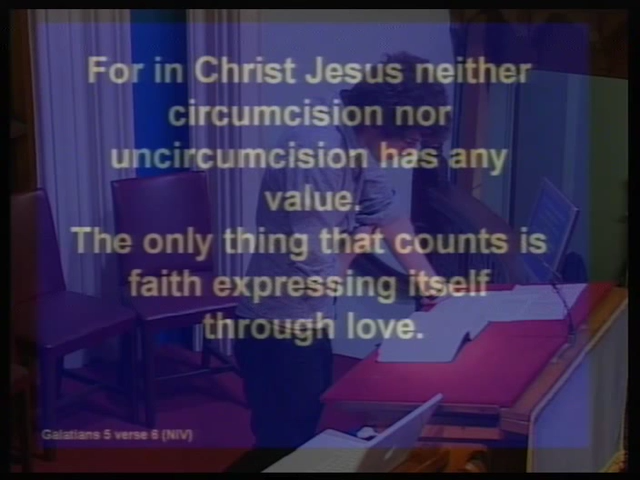 For in Christ Jesus neither
circumcision nor
uncircumcision has any
value.
The only thing that counts is
faith expressing itself
through love.
Galatians 5 verse 6 (NIV)